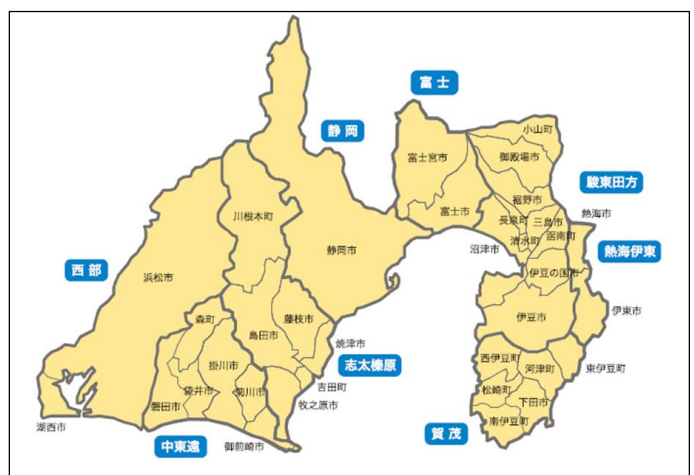 富士
小山町
静岡
富士宮市
御殿場市
駿東田方
裾野市
富士市
長泉町
三島市
熱海市
川根本町
清水町
函南町
静岡市
沼津市
熱海伊東
西部
伊豆の国市
浜松市
伊豆市
伊東市
森町
藤枝市
島田市
焼津市
西伊豆町
志太榛原
掛川市
河津町
東伊豆町
吉田町
松崎町
袋井市
菊川市
牧之原市
下田市
磐田市
南伊豆町
湖西市
賀茂
中東遠
御前崎市